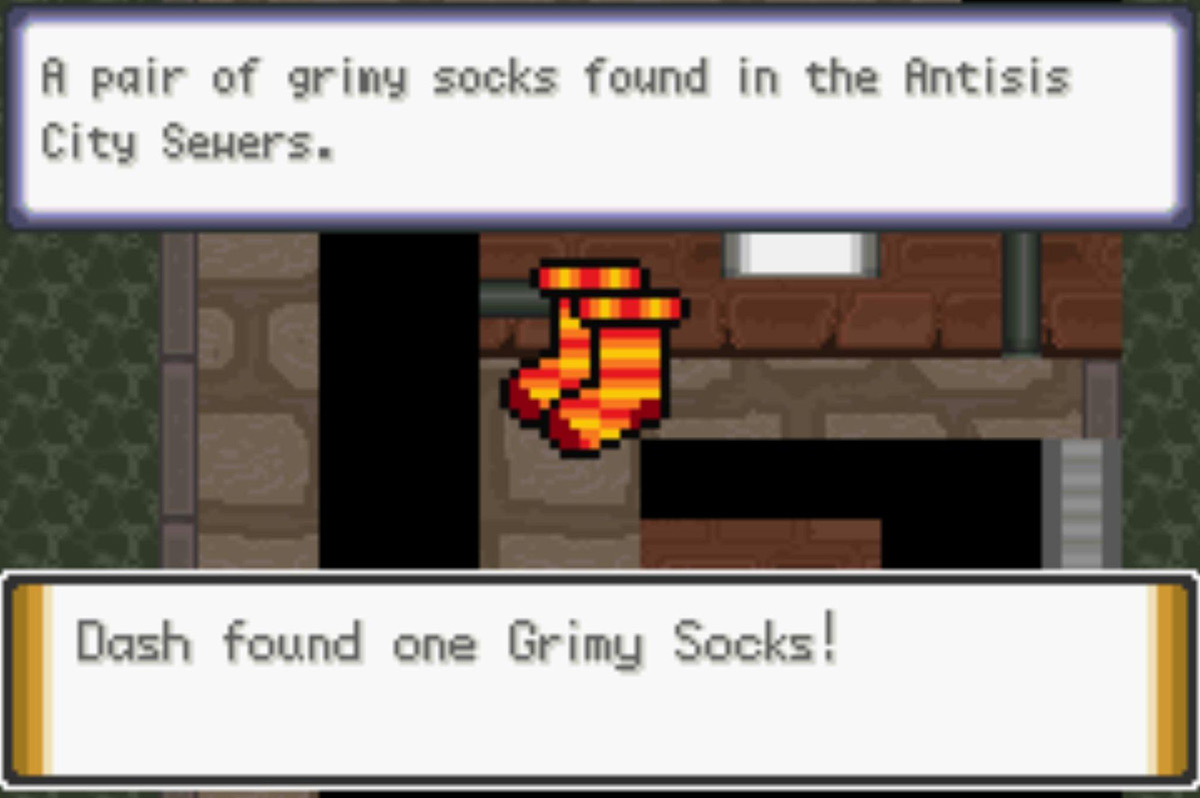 A pair of grimy socks found in the Antisis
City Sewers.
Dash found one Grimy Socks!